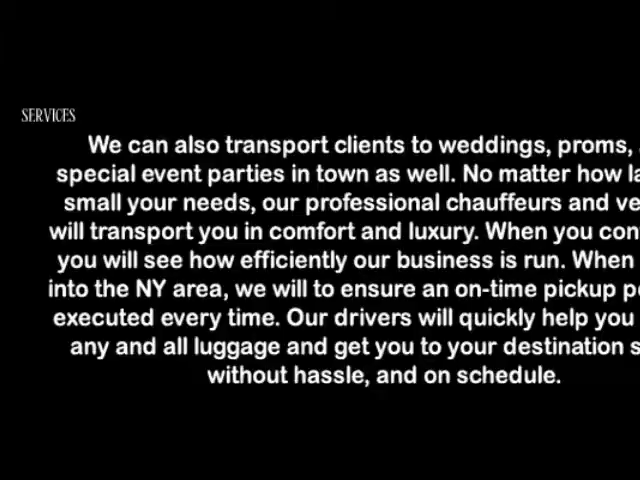 SERVICES
We can also transport clients to weddings, proms,
special event parties in town as well. No matter how
small your needs, our professional chauffeurs and
will transport you in comfort and luxury. When you
you will see how efficiently our business is run. When
into the NY area, we will to ensure an on-time pickup
executed every time. Our drivers will quickly help you
any and all luggage and get you to your destination
without hassle, and on schedule.